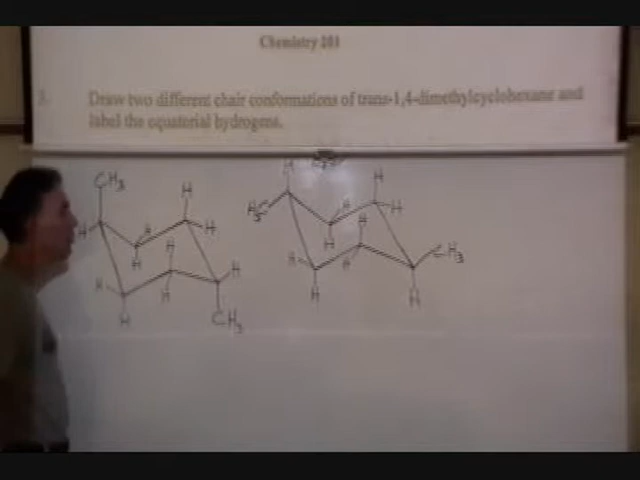 Chemistry 201
3. Draw two different chair conformations of trans-1,4-dimethylcyclohexane and
label the equatorial hydrogens.
CH3
H
H
H
H
H
H
H
H
H
H
CH3
H
H3C
H
H
H
H
H
H
H
H
CH3
H